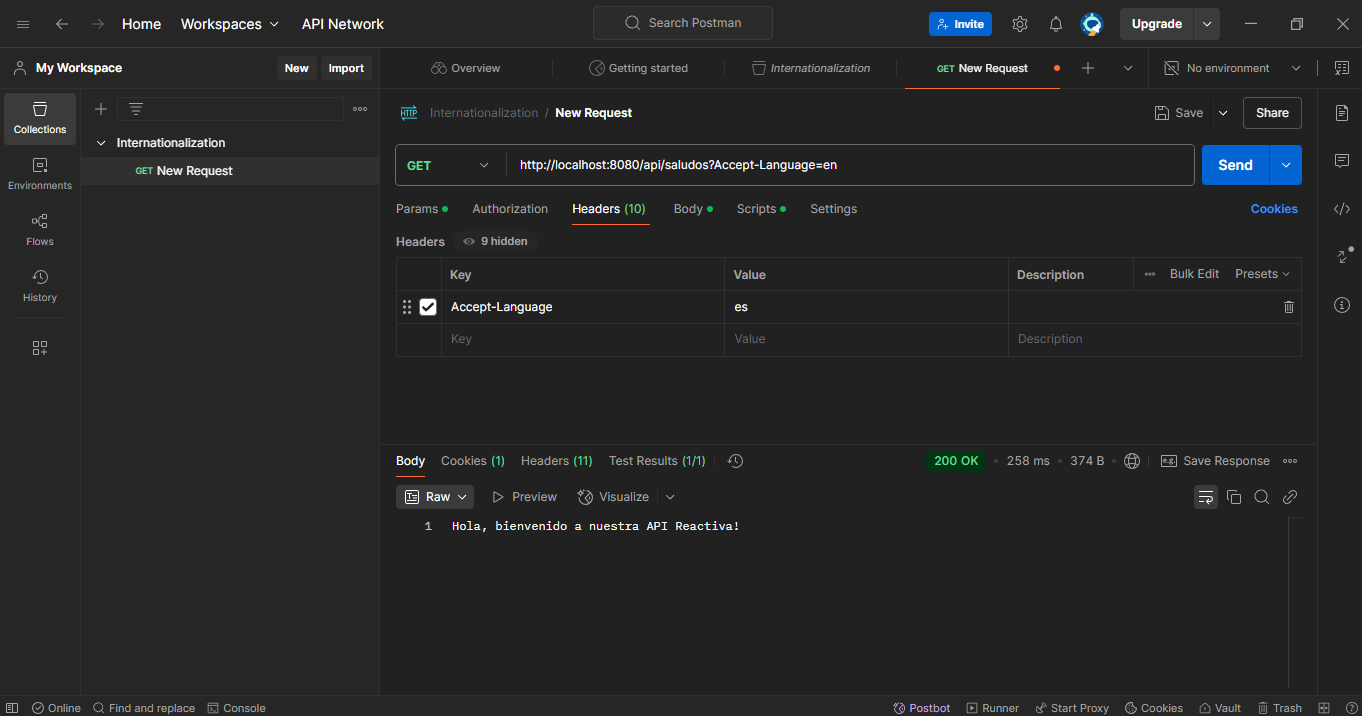 Home Workspaces API Network Search Postman Invite Upgrade
My Workspace New Import Overview Getting started Internationalization GET New Request No environment
Collections
Environments
Flows
History
Internationalization
GET New Request
HTTP Internationalization / New Request Save Share
GET http://localhost:8080/api/saludos?Accept-Language=en Send
Params Authorization Headers (10) Body Scripts Settings Cookies
Headers 9 hidden
Key Value Description Bulk Edit Presets
Accept-Language es
Key Value Description
Body Cookies (1) Headers (11) Test Results (1/1) 200 OK 258 ms 374 B e.g. Save Response
Raw Preview Visualize
1 Hola, bienvenido a nuestra API Reactiva!
Online Find and replace Console Postbot Runner Start Proxy Cookies Vault Trash